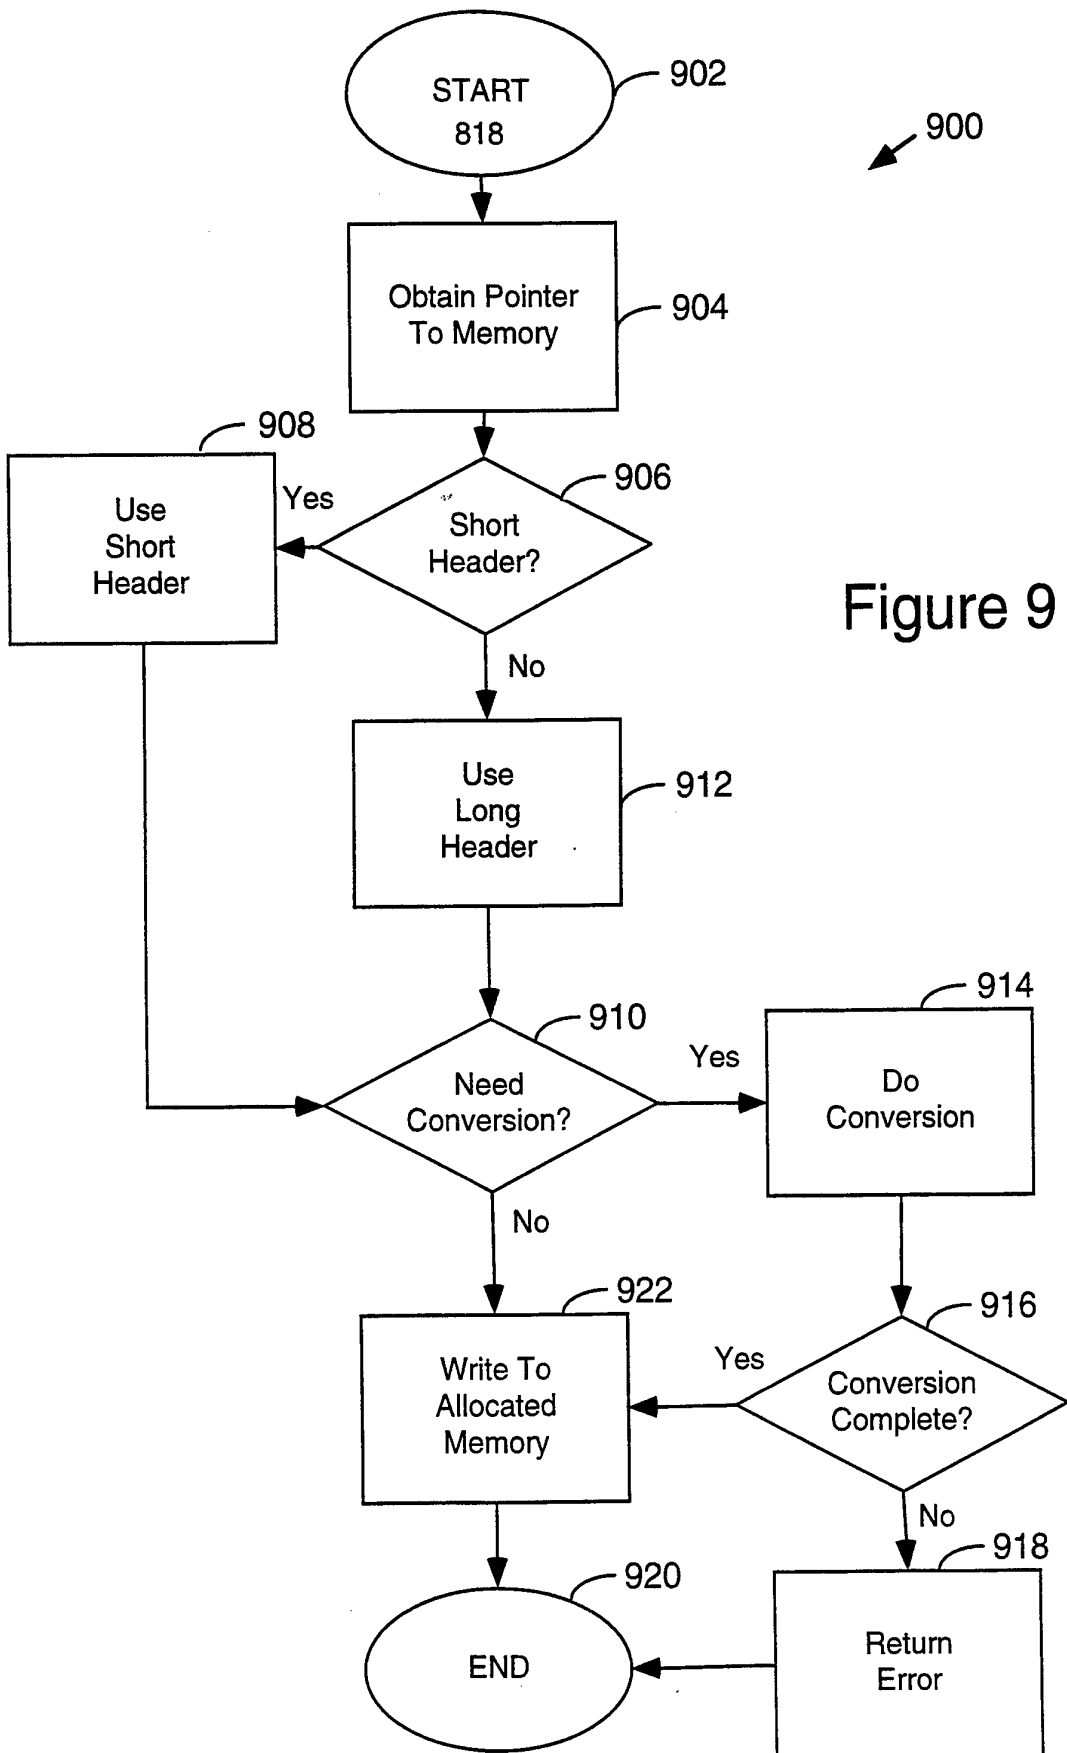 START
818
902
900
Obtain Pointer
To Memory
904
908
Use
Short
Header
Yes
906
Short
Header?
Figure 9
No
Use
Long
Header
912
910
Need
Conversion?
Yes
914
Do
Conversion
No
922
Write To
Allocated
Memory
Yes
916
Conversion
Complete?
No
918
Return
Error
920
END